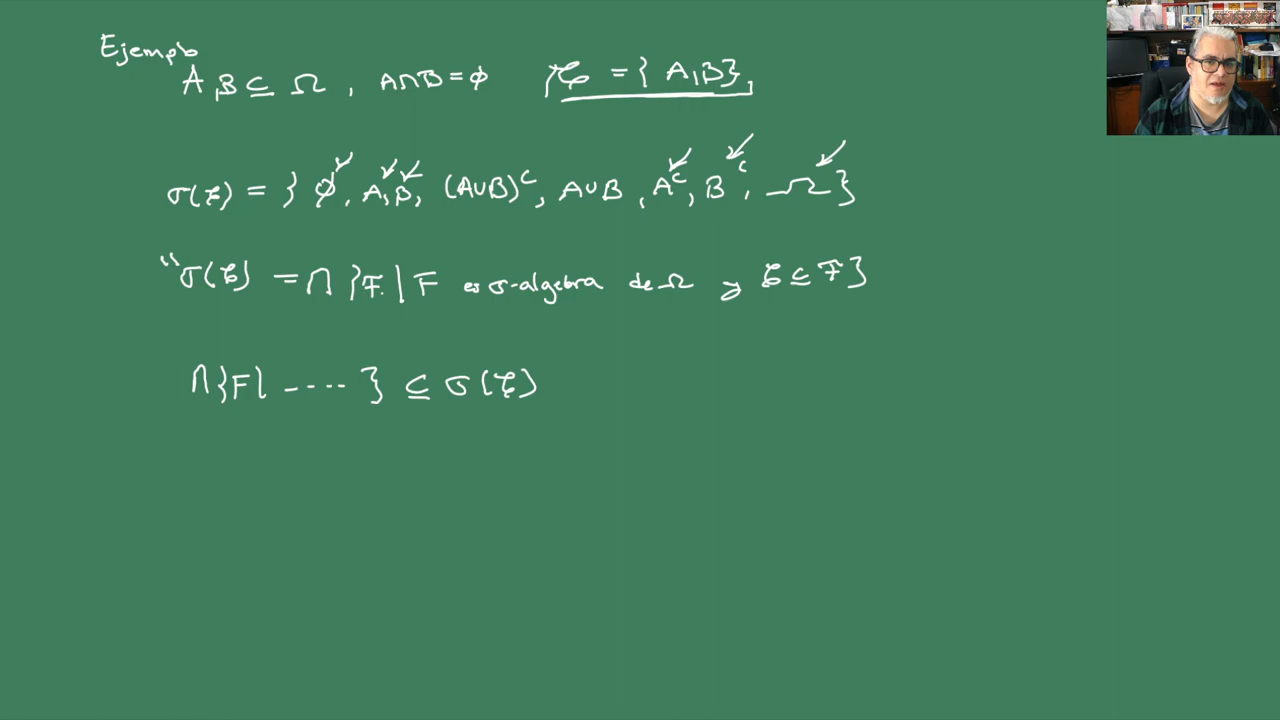 Ejemplo
A,B ⊆ Ω , A∩B = ϕ 𝒞 = { A,B },
σ(𝒞) = { ϕ, A, B, (A∪B)ᶜ, A∪B, Aᶜ, Bᶜ, Ω }
"σ(𝒞) = ∩ {F | F es σ-algebra de Ω y 𝒞 ⊆ F}
∩{F| ----- } ⊆ σ(𝒞)